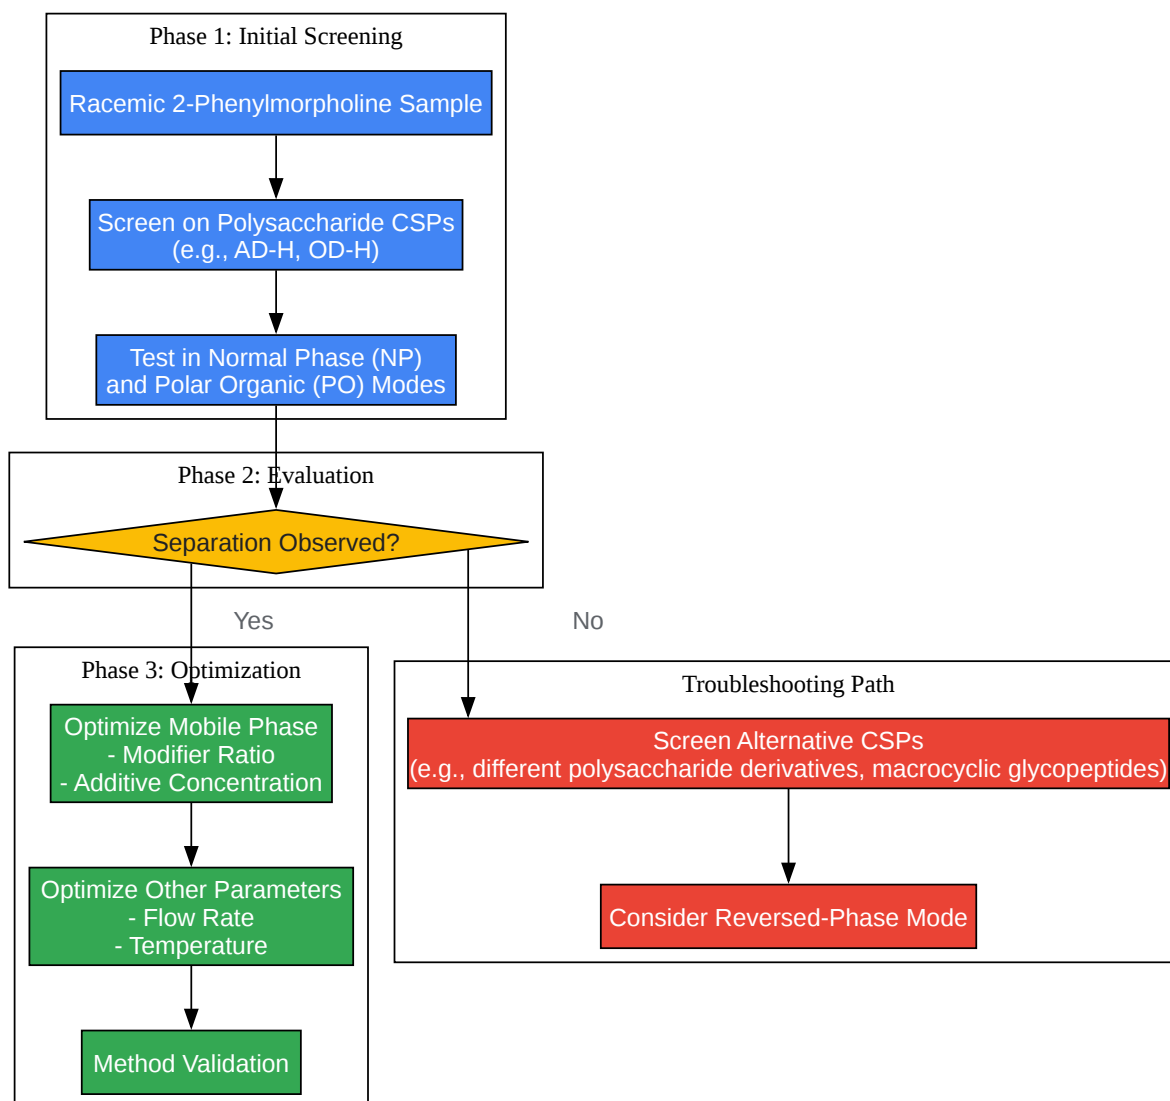 Phase 1: Initial Screening
Racemic 2-Phenylmorpholine Sample
Screen on Polysaccharide CSPs
(e.g., AD-H, OD-H)
Test in Normal Phase (NP)
and Polar Organic (PO) Modes
Phase 2: Evaluation
Separation Observed?
Yes
No
Phase 3: Optimization
Optimize Mobile Phase
- Modifier Ratio
- Additive Concentration
Optimize Other Parameters
- Flow Rate
- Temperature
Method Validation
Troubleshooting Path
Screen Alternative CSPs
(e.g., different polysaccharide derivatives, macrocyclic glycopeptides)
Consider Reversed-Phase Mode